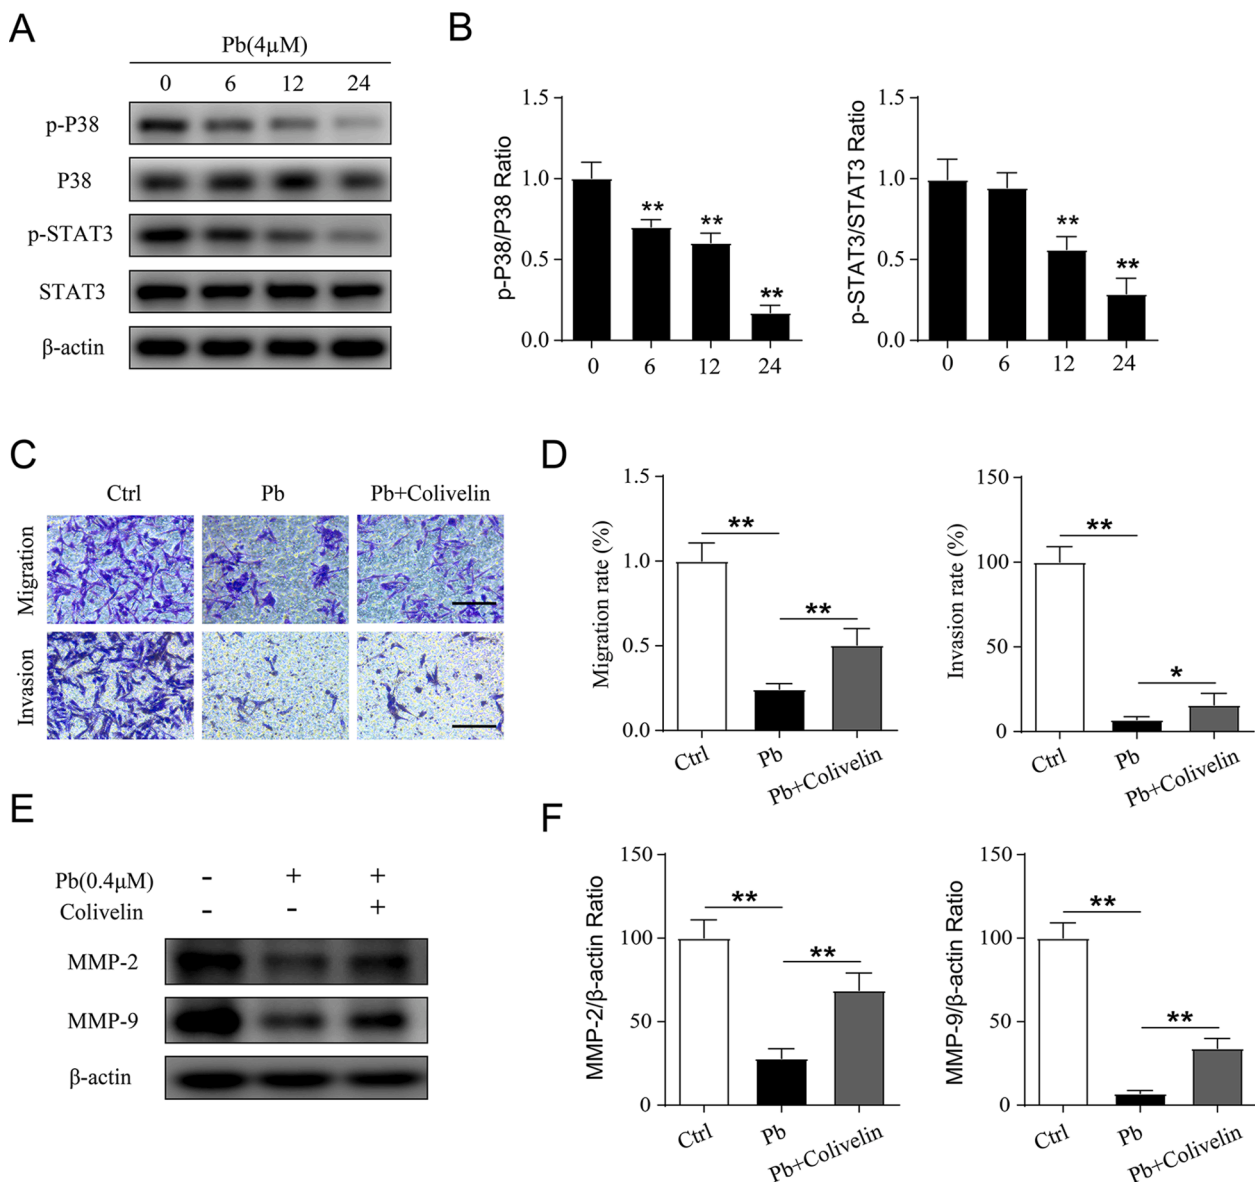 A
Pb(4μM)
0 6 12 24
p-P38
P38
p-STAT3
STAT3
β-actin
B
p-P38/P38 Ratio
1.5
1.0
0.5
0.0
** ** **
0 6 12 24
p-STAT3/STAT3 Ratio
1.5
1.0
0.5
0.0
** **
0 6 12 24
C
Ctrl Pb Pb+Colivelin
Migration
Invasion
D
Migration rate (%)
1.5
1.0
0.5
0.0
**
**
Ctrl Pb Pb+Colivelin
Invasion rate (%)
150
100
50
0
**
*
Ctrl Pb Pb+Colivelin
E
Pb(0.4μM) - + +
Colivelin - - +
MMP-2
MMP-9
β-actin
F
MMP-2/β-actin Ratio
150
100
50
0
**
**
Ctrl Pb Pb+Colivelin
MMP-9/β-actin Ratio
150
100
50
0
**
**
Ctrl Pb Pb+Colivelin